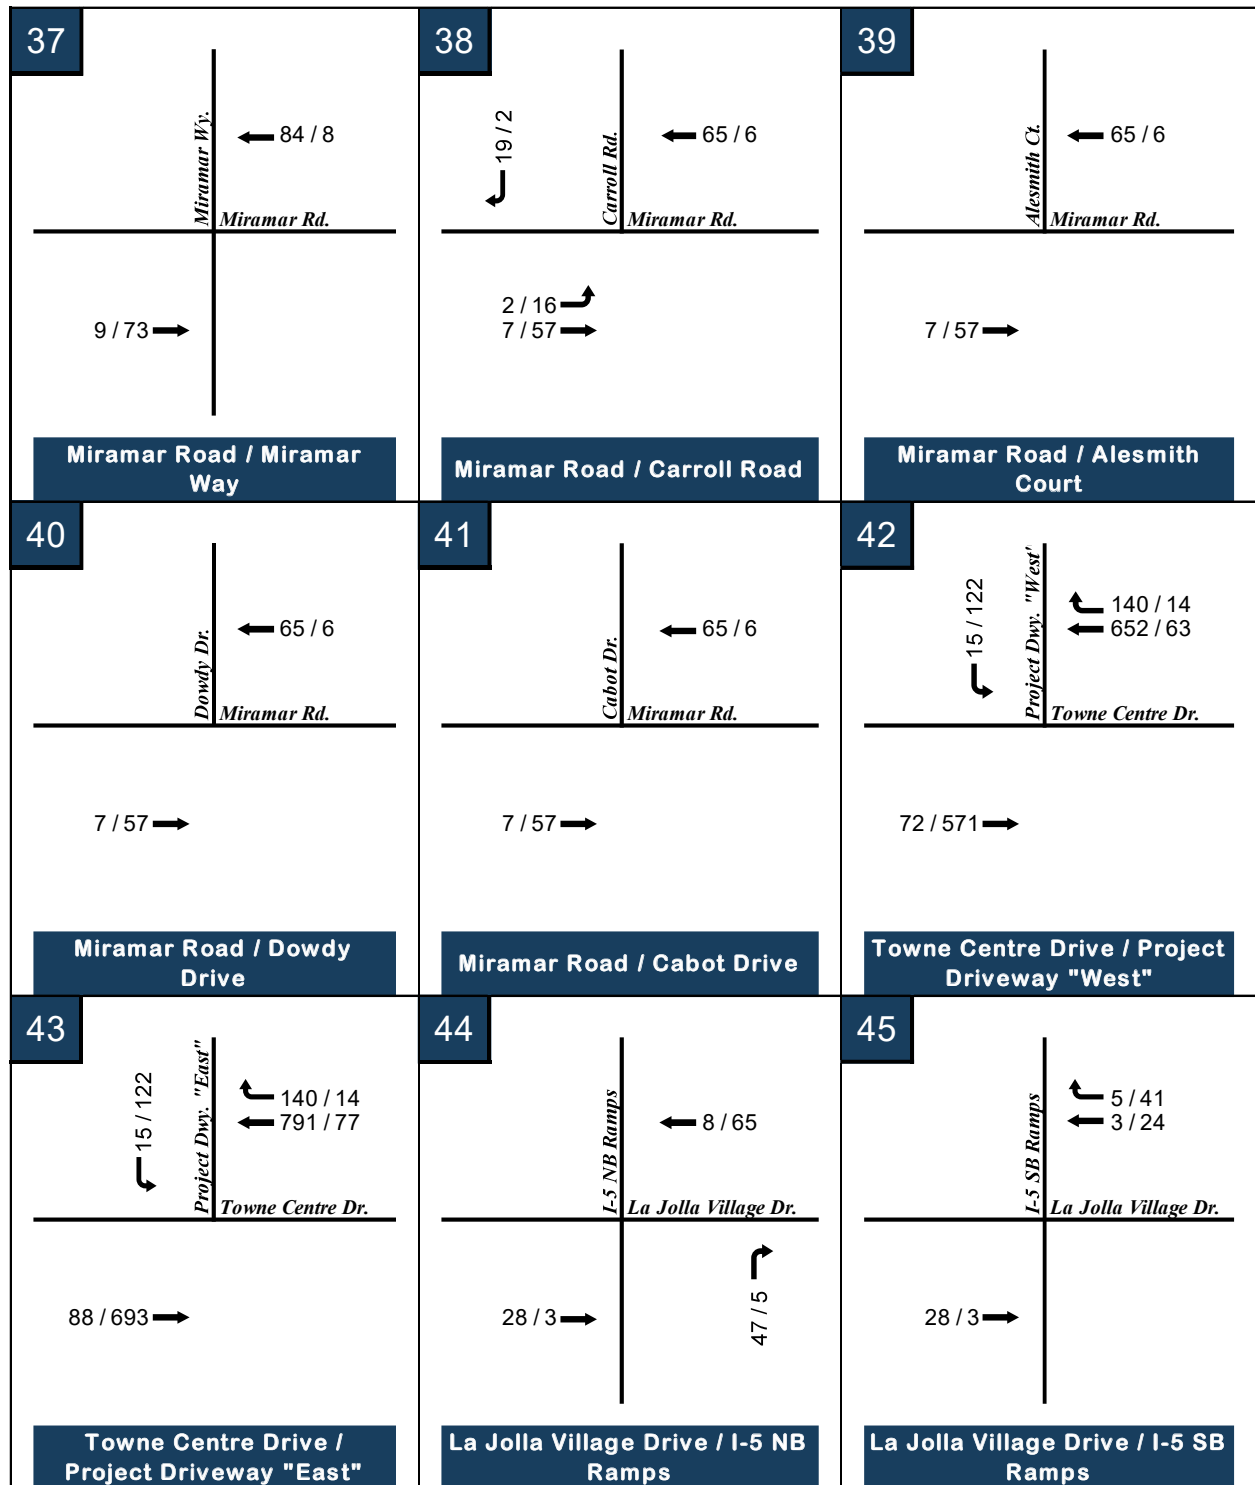 37
Miramar Wy.
84 / 8
Miramar Rd.
9 / 73
Miramar Road / Miramar
Way
38
19 / 2
Carroll Rd.
65 / 6
Miramar Rd.
2 / 16
7 / 57
Miramar Road / Carroll Road
39
Alesmith Ct.
65 / 6
Miramar Rd.
7 / 57
Miramar Road / Alesmith
Court
40
Dowdy Dr.
65 / 6
Miramar Rd.
7 / 57
Miramar Road / Dowdy
Drive
41
Cabot Dr.
65 / 6
Miramar Rd.
7 / 57
Miramar Road / Cabot Drive
42
15 / 122
Project Dwy. "West'
140 / 14
652 / 63
Towne Centre Dr.
72 / 571
Towne Centre Drive / Project
Driveway "West"
43
15 / 122
Project Dwy. "East"
140 / 14
791 / 77
Towne Centre Dr.
88 / 693
Towne Centre Drive /
Project Driveway "East"
44
I-5 NB Ramps
8 / 65
La Jolla Village Dr.
28 / 3
47 / 5
La Jolla Village Drive / I-5 NB
Ramps
45
I-5 SB Ramps
5 / 41
3 / 24
La Jolla Village Dr.
28 / 3
La Jolla Village Drive / I-5 SB
Ramps